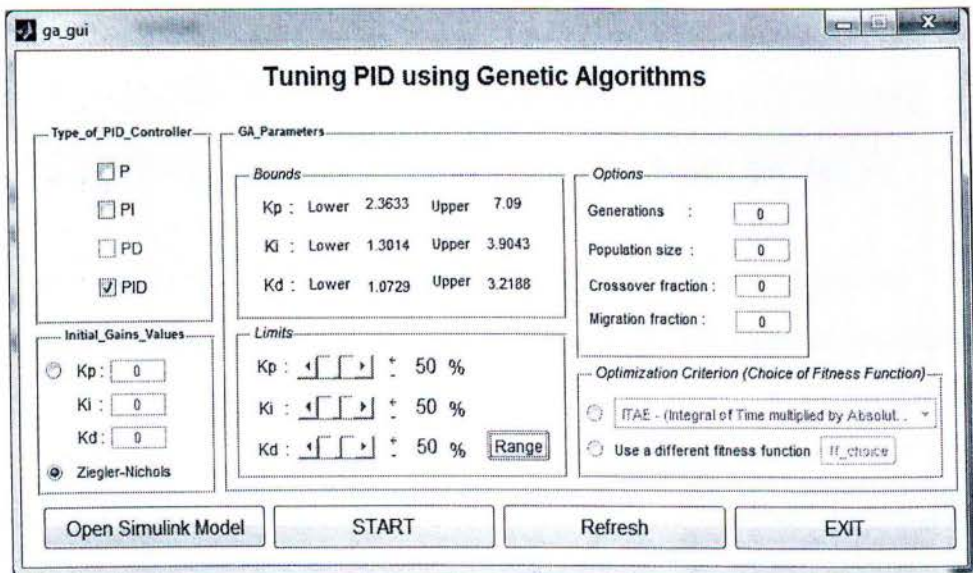 ga_gui
Tuning PID using Genetic Algorithms
Type_of_PID_Controller
P
PI
PD
PID
Initial_Gains_Values
Kp : 0
Ki : 0
Kd : 0
Ziegler-Nichols
GA_Parameters
Bounds
Kp : Lower 2.3633 Upper 7.09
Ki : Lower 1.3014 Upper 3.9043
Kd : Lower 1.0729 Upper 3.2188
Limits
Kp : ± 50 %
Ki : ± 50 %
Kd : ± 50 % Range
Options
Generations : 0
Population size : 0
Crossover fraction : 0
Migration fraction : 0
Optimization Criterion (Choice of Fitness Function)
ITAE - (Integral of Time multiplied by Absolut. .
Use a different fitness function ff_choice
Open Simulink Model START Refresh EXIT